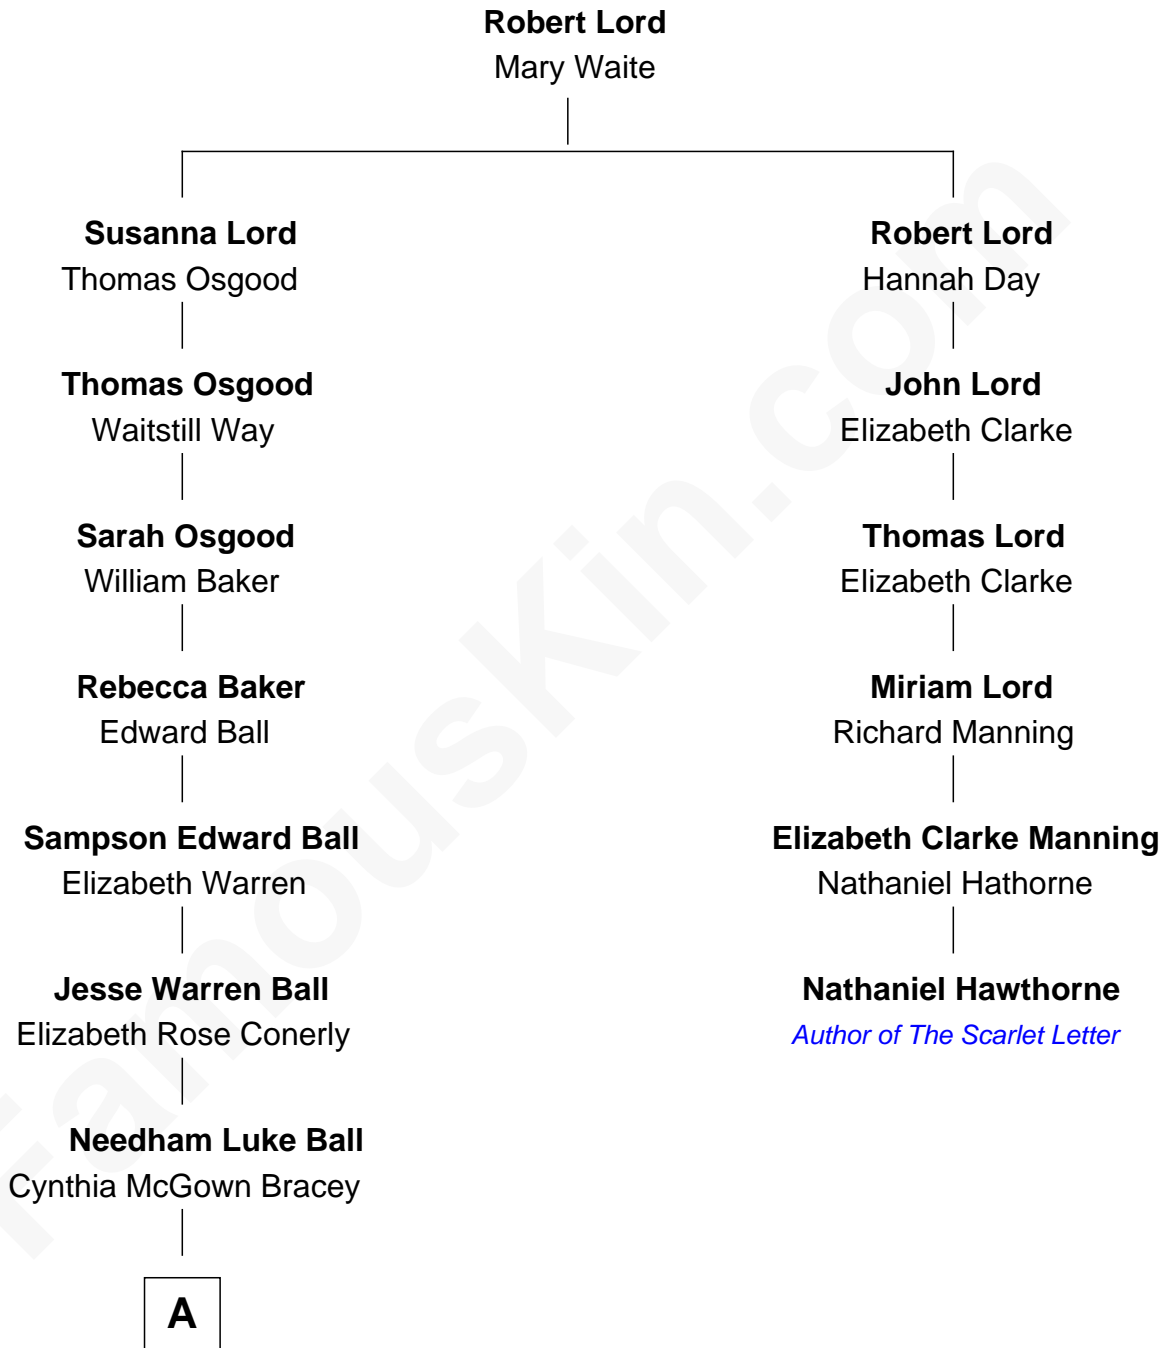 Robert Lord
Mary Waite
Susanna Lord
Thomas Osgood
Robert Lord
Hannah Day
Thomas Osgood
Waitstill Way
John Lord
Elizabeth Clarke
Sarah Osgood
William Baker
Thomas Lord
Elizabeth Clarke
Rebecca Baker
Edward Ball
Miriam Lord
Richard Manning
Sampson Edward Ball
Elizabeth Warren
Elizabeth Clarke Manning
Nathaniel Hathorne
Jesse Warren Ball
Elizabeth Rose Conerly
Nathaniel Hawthorne
Author of The Scarlet Letter
Needham Luke Ball
Cynthia McGown Bracey
A
FamousKin.com